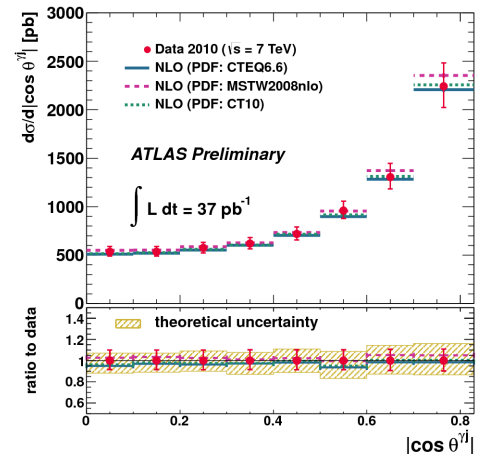 dσ/d|cos θ^γj| [pb]
3000
2500
2000
1500
1000
500
0
Data 2010 (√s = 7 TeV)
NLO (PDF: CTEQ6.6)
NLO (PDF: MSTW2008nlo)
NLO (PDF: CT10)
ATLAS Preliminary
∫ L dt = 37 pb⁻¹
ratio to data
1.4
1.2
1
0.8
0.6
theoretical uncertainty
0 0.2 0.4 0.6 0.8
|cos θ^γj|